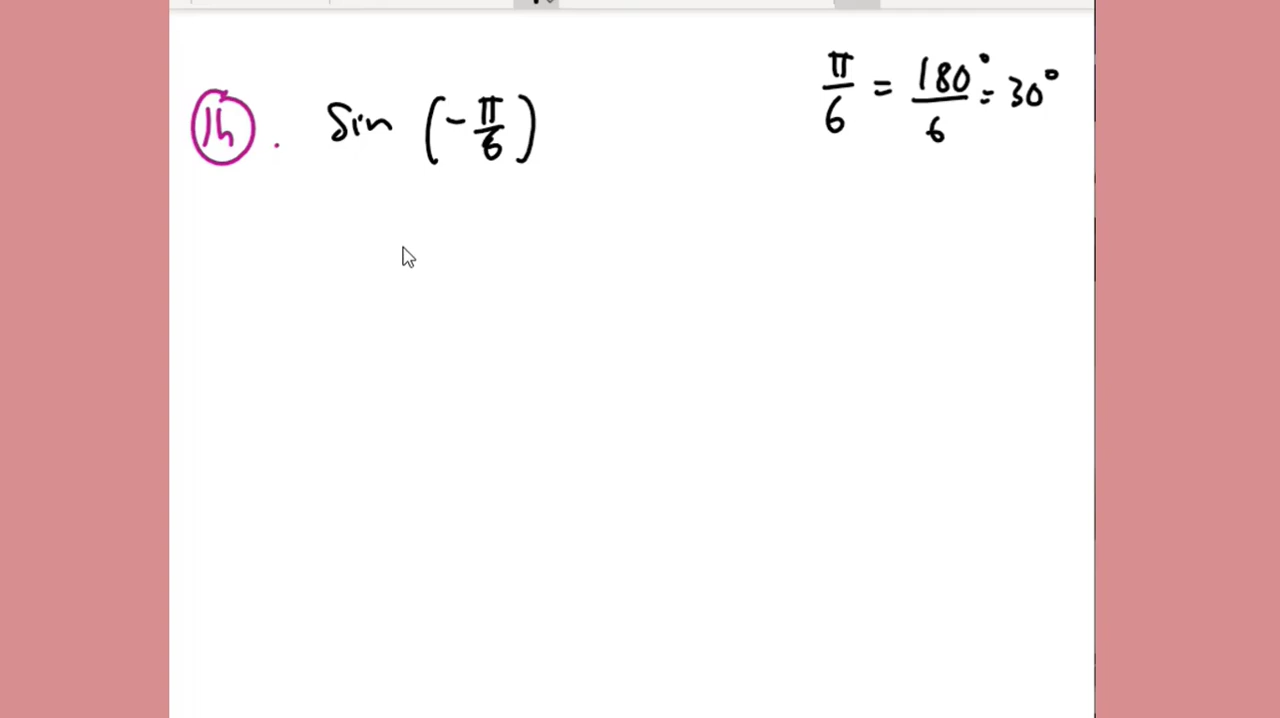 14. Sin (-π/6)
π/6 = 180°/6 = 30°